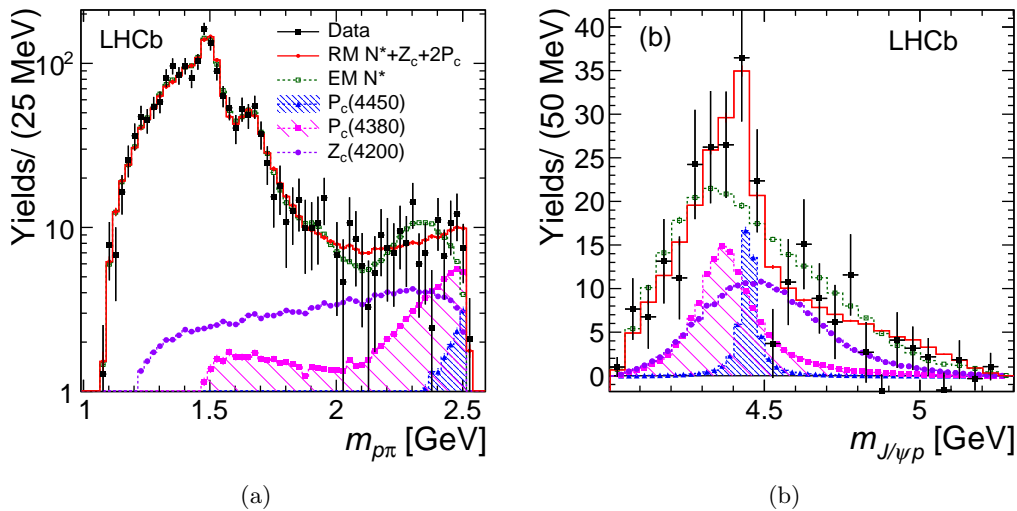 LHCb
Data
RM N*+Z_c+2P_c
EM N*
P_c(4450)
P_c(4380)
Z_c(4200)
Yields/ (25 MeV)
10²
10
1
1 1.5 2 2.5
m_pπ [GeV]
(a)
(b)
LHCb
Yields/ (50 MeV)
40
35
30
25
20
15
10
5
0
4.5 5
m_J/ψp [GeV]
(b)